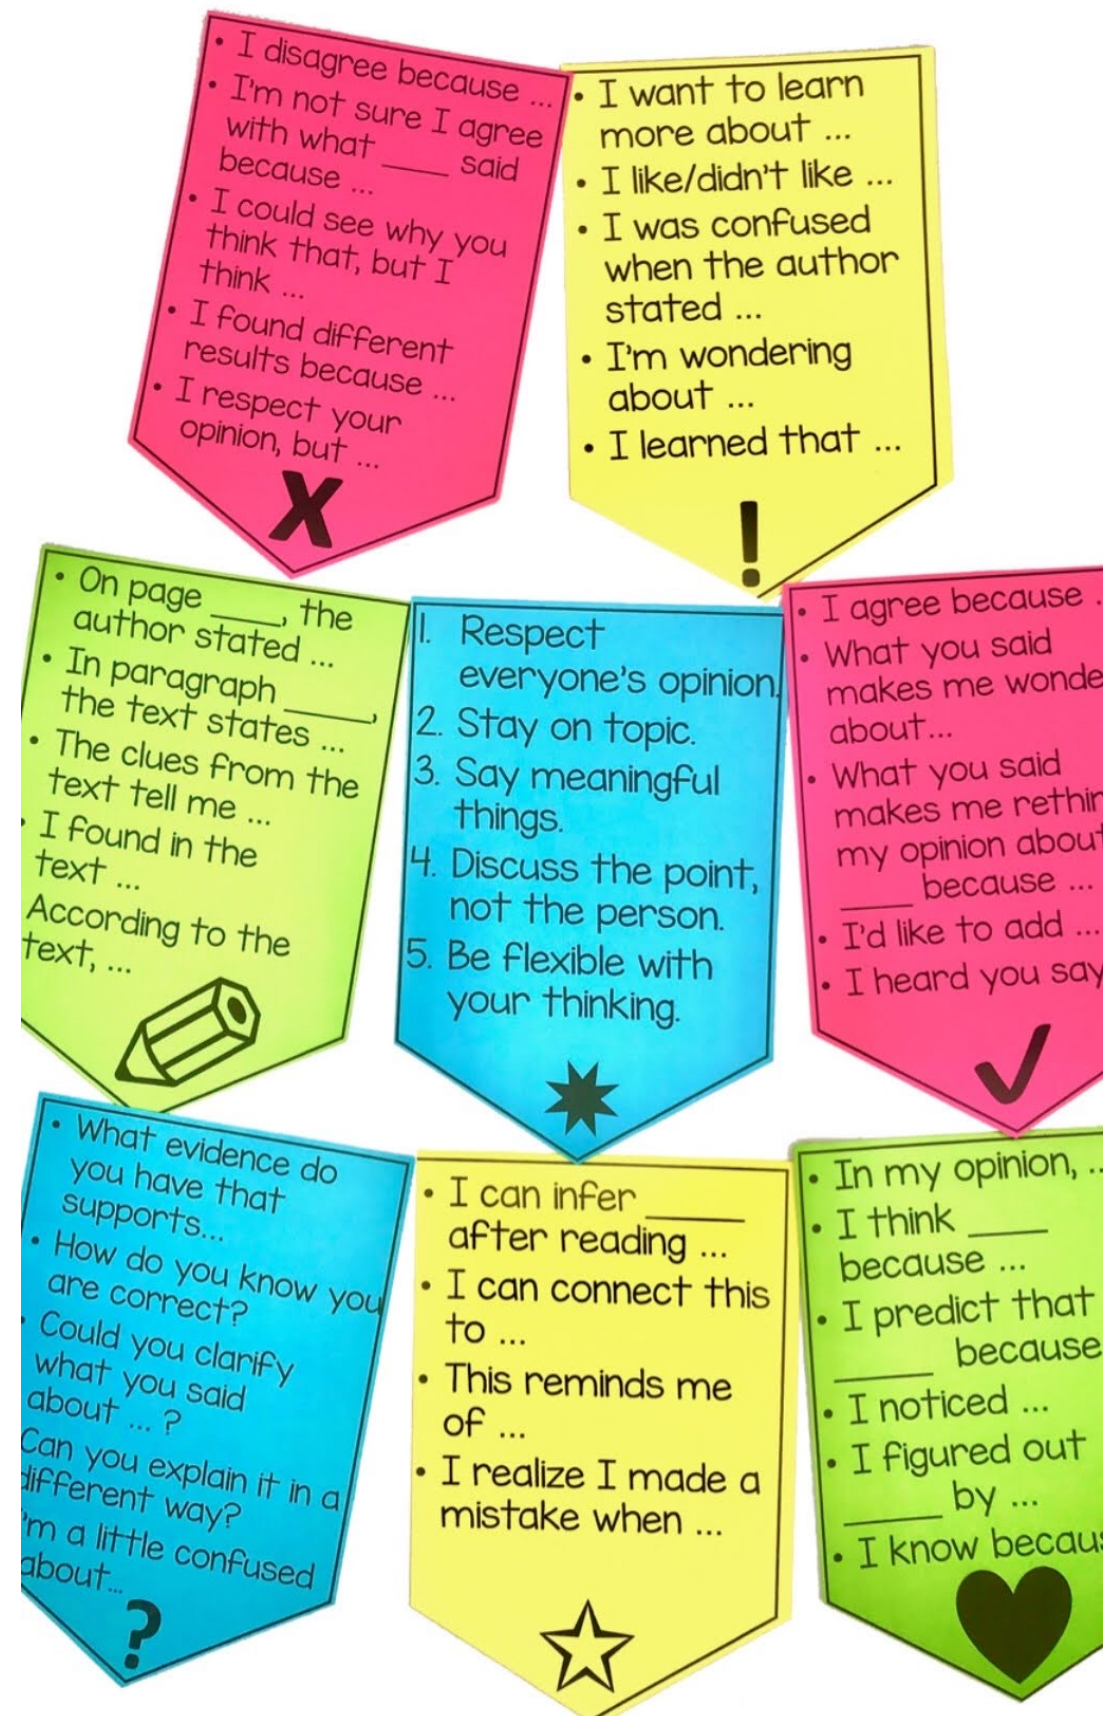 • I disagree because ...
• I'm not sure I agree
with what ____ said
because ...
• I could see why you
think that, but I
think ...
• I found different
results because ...
• I respect your
opinion, but ...
X
• I want to learn
more about ...
• I like/didn't like ...
• I was confused
when the author
stated ...
• I'm wondering
about ...
• I learned that ...
!
• On page ____, the
author stated ...
• In paragraph ____,
the text states ...
• The clues from the
text tell me ...
• I found in the
text ...
According to the
text, ...
1. Respect
everyone's opinion.
2. Stay on topic.
3. Say meaningful
things.
4. Discuss the point,
not the person.
5. Be flexible with
your thinking.
• I agree because .
• What you said
makes me wonde
about...
• What you said
makes me rethin
my opinion about
____ because ...
• I'd like to add ...
• I heard you say
• What evidence do
you have that
supports...
• How do you know you
are correct?
• Could you clarify
what you said
about ... ?
Can you explain it in a
different way?
I'm a little confused
about...
?
• I can infer ____
after reading ...
• I can connect this
to ...
• This reminds me
of ...
• I realize I made a
mistake when ...
• In my opinion, ..
• I think ____
because ...
• I predict that
____ because
• I noticed ...
• I figured out
____ by ...
• I know becaus